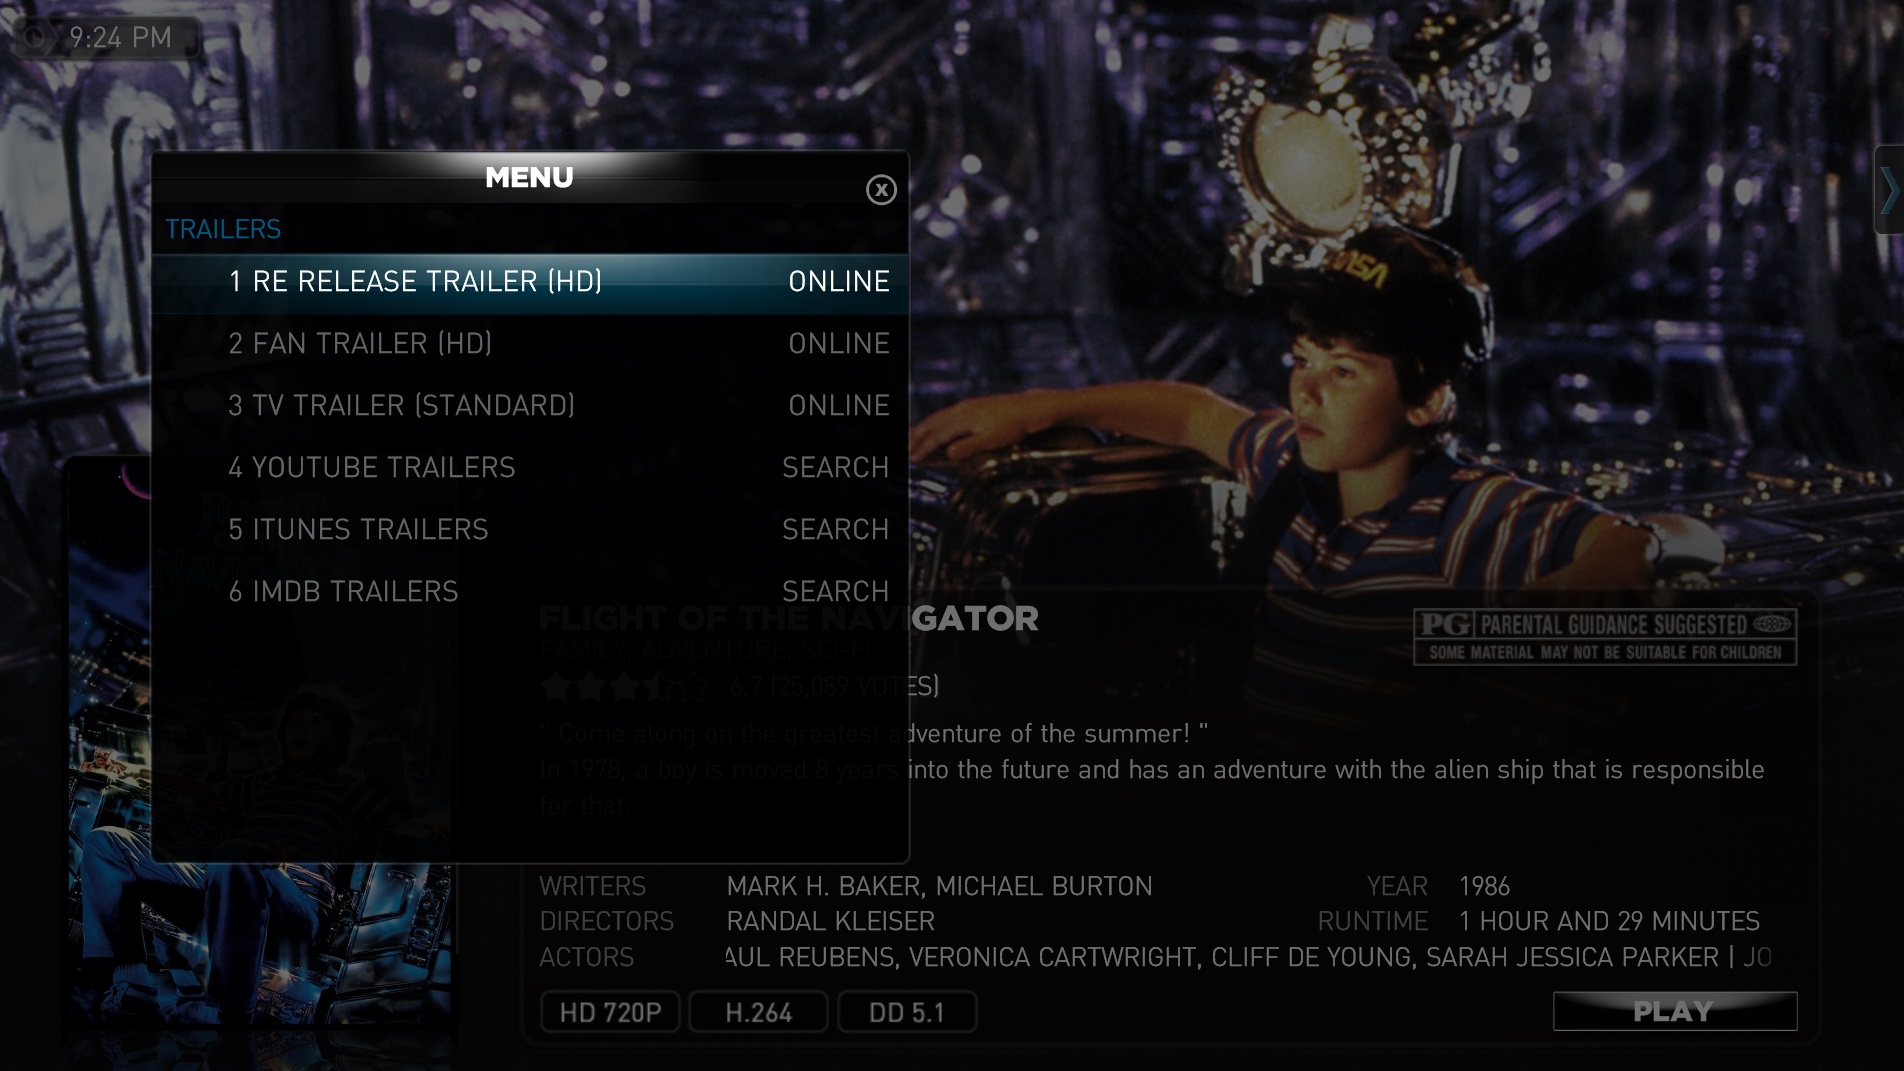 9:24 PM
MENU
X
TRAILERS
1 RE RELEASE TRAILER (HD) ONLINE
2 FAN TRAILER (HD) ONLINE
3 TV TRAILER (STANDARD) ONLINE
4 YOUTUBE TRAILERS SEARCH
5 ITUNES TRAILERS SEARCH
6 IMDB TRAILERS SEARCH
FLIGHT OF THE NAVIGATOR
FAMILY, ADVENTURE, SCI-FI
6.7 (25,089 VOTES)
PG PARENTAL GUIDANCE SUGGESTED
SOME MATERIAL MAY NOT BE SUITABLE FOR CHILDREN
" Come along on the greatest adventure of the summer! "
In 1978, a boy is moved 8 years into the future and has an adventure with the alien ship that is responsible
for that.
WRITERS MARK H. BAKER, MICHAEL BURTON YEAR 1986
DIRECTORS RANDAL KLEISER RUNTIME 1 HOUR AND 29 MINUTES
ACTORS AUL REUBENS, VERONICA CARTWRIGHT, CLIFF DE YOUNG, SARAH JESSICA PARKER | JO
HD 720P H.264 DD 5.1 PLAY